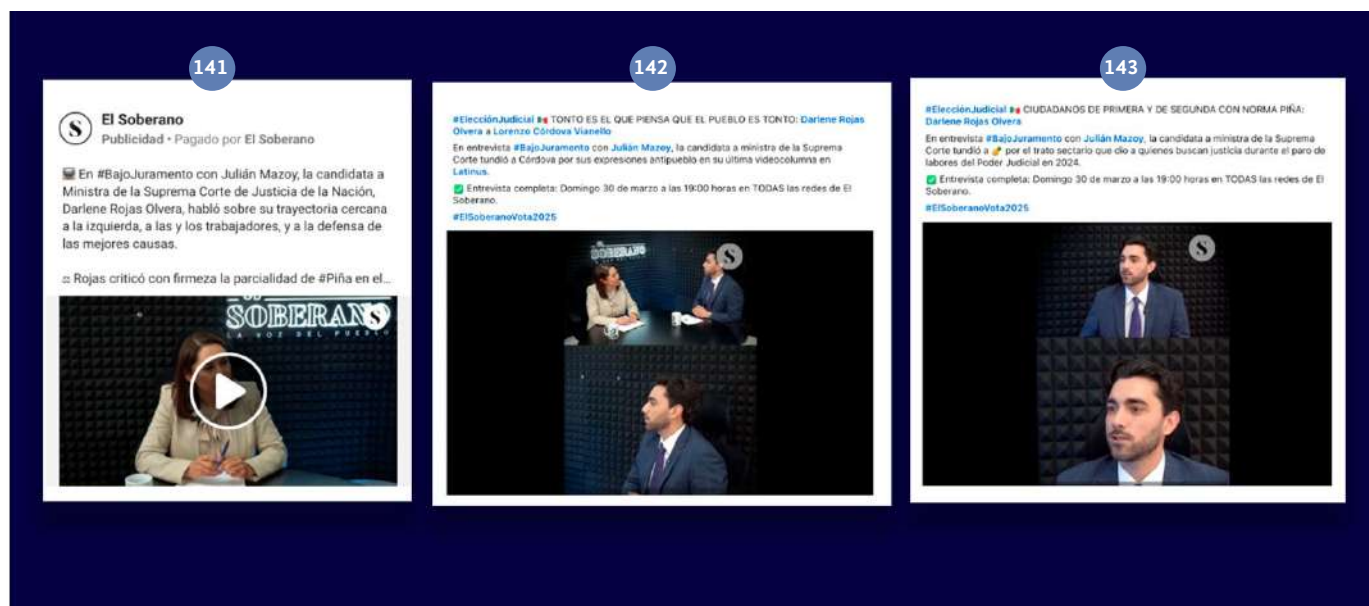 141
El Soberano
Publicidad • Pagado por El Soberano
En #BajoJuramento con Julián Mazoy, la candidata a
Ministra de la Suprema Corte de Justicia de la Nación,
Darlene Rojas Olvera, habló sobre su trayectoria cercana
a la izquierda, a las y los trabajadores, y a la defensa de
las mejores causas.
Rojas criticó con firmeza la parcialidad de #Piña en el...
SOBERANO
LA VOZ DEL PUEBLO
142
#ElecciónJudicial TONTO ES EL QUE PIENSA QUE EL PUEBLO ES TONTO: Darlene Rojas
Olvera a Lorenzo Córdova Vianello
En entrevista #BajoJuramento con Julián Mazoy, la candidata a ministra de la Suprema
Corte tundió a Córdova por sus expresiones antipueblo en su última videocolumna en
Latinus.
Entrevista completa: Domingo 30 de marzo a las 19:00 horas en TODAS las redes de El
Soberano.
#ElSoberanoVota2025
SOBERANO
S
143
#ElecciónJudicial CIUDADANOS DE PRIMERA Y DE SEGUNDA CON NORMA PIÑA:
Darlene Rojas Olvera
En entrevista #BajoJuramento con Julián Mazoy, la candidata a ministra de la Suprema
Corte tundió a por el trato sectario que dio a quienes buscan justicia durante el paro de
labores del Poder Judicial en 2024.
Entrevista completa: Domingo 30 de marzo a las 19:00 horas en TODAS las redes de El
Soberano.
#ElSoberanoVota2025
S